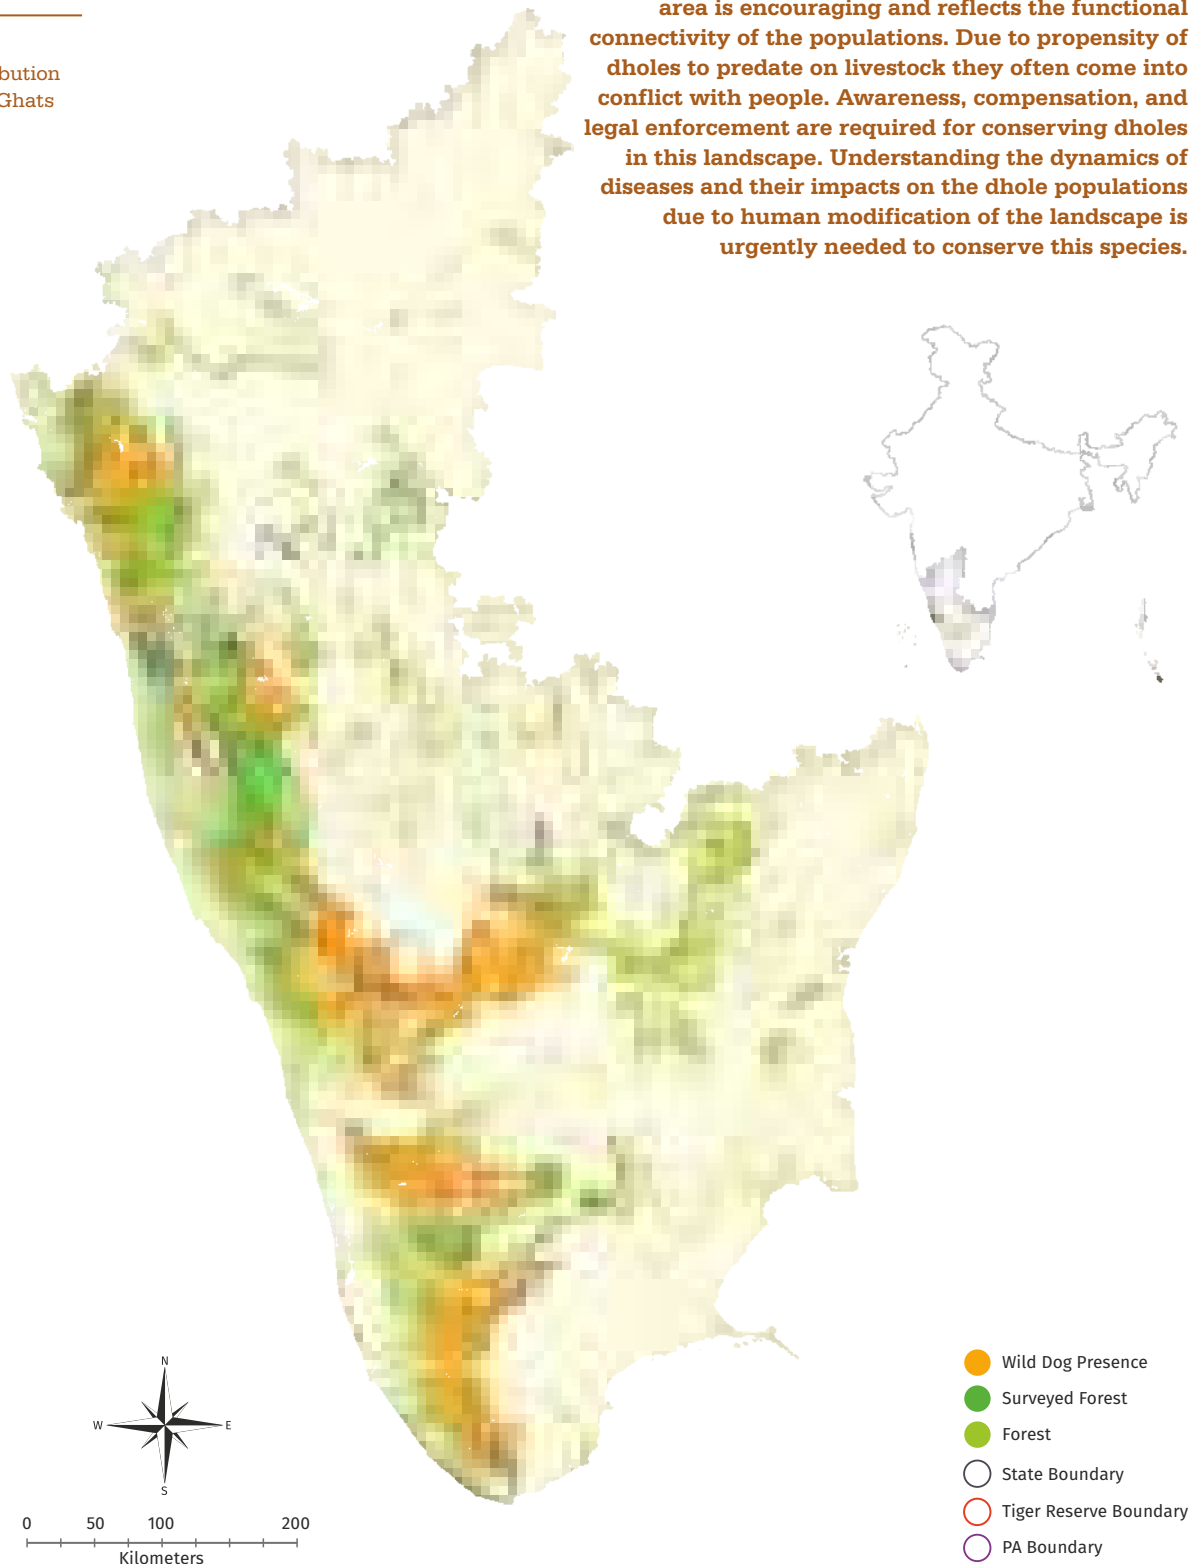 area is encouraging and reflects the functional
connectivity of the populations. Due to propensity of
dholes to predate on livestock they often come into
conflict with people. Awareness, compensation, and
legal enforcement are required for conserving dholes
in this landscape. Understanding the dynamics of
diseases and their impacts on the dhole populations
due to human modification of the landscape is
urgently needed to conserve this species.
bution
Ghats
N
W
E
S
0 50 100 200
Kilometers
Wild Dog Presence
Surveyed Forest
Forest
State Boundary
Tiger Reserve Boundary
PA Boundary